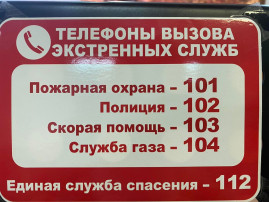 ТЕЛЕФОНЫ ВЫЗОВА
ЭКСТРЕННЫХ СЛУЖБ
Пожарная охрана - 101
Полиция - 102
Скорая помощь - 103
Служба газа - 104
Единая служба спасения - 112